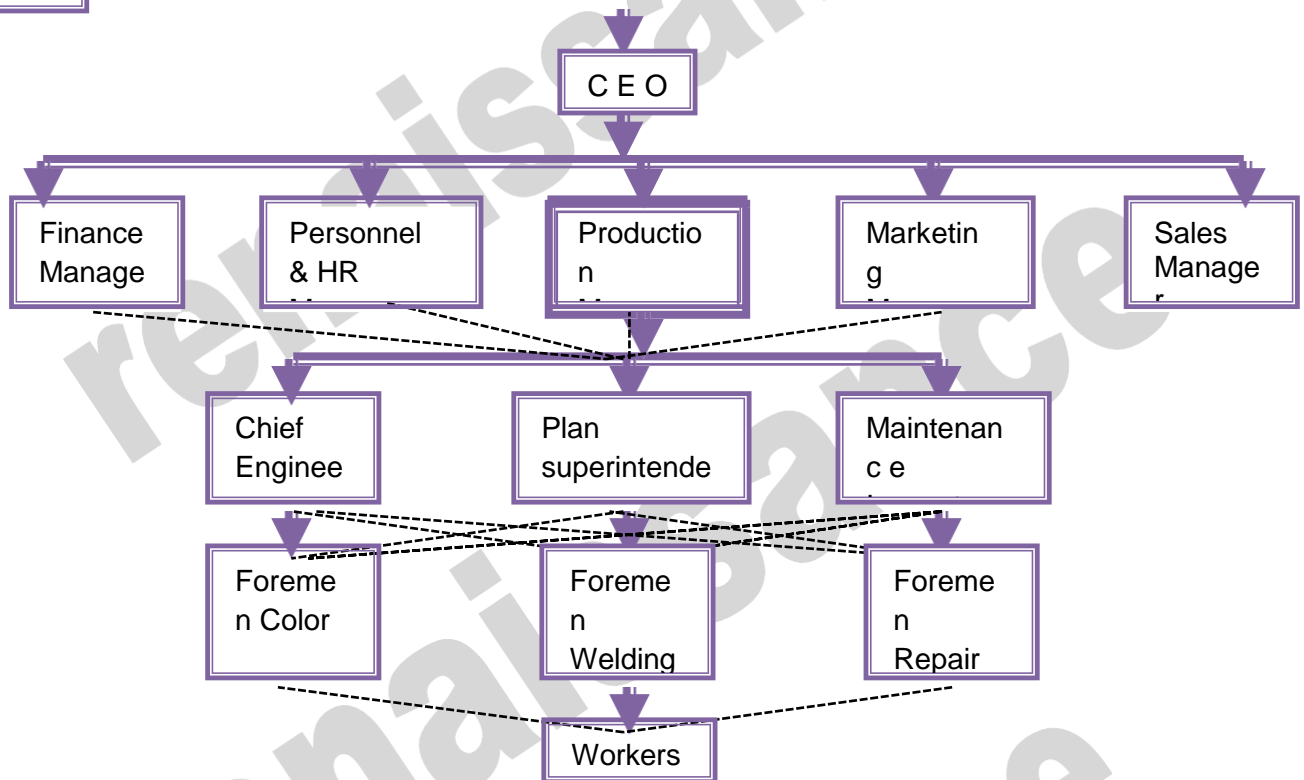 C E O
Finance
Manage
Personnel
& HR
Productio
n
Marketin
g
Sales
Manage
r
Chief
Enginee
Plan
superintende
Maintenan
c e
Foreme
n Color
Foreme
n
Welding
Foreme
n
Repair
Workers
renaissance